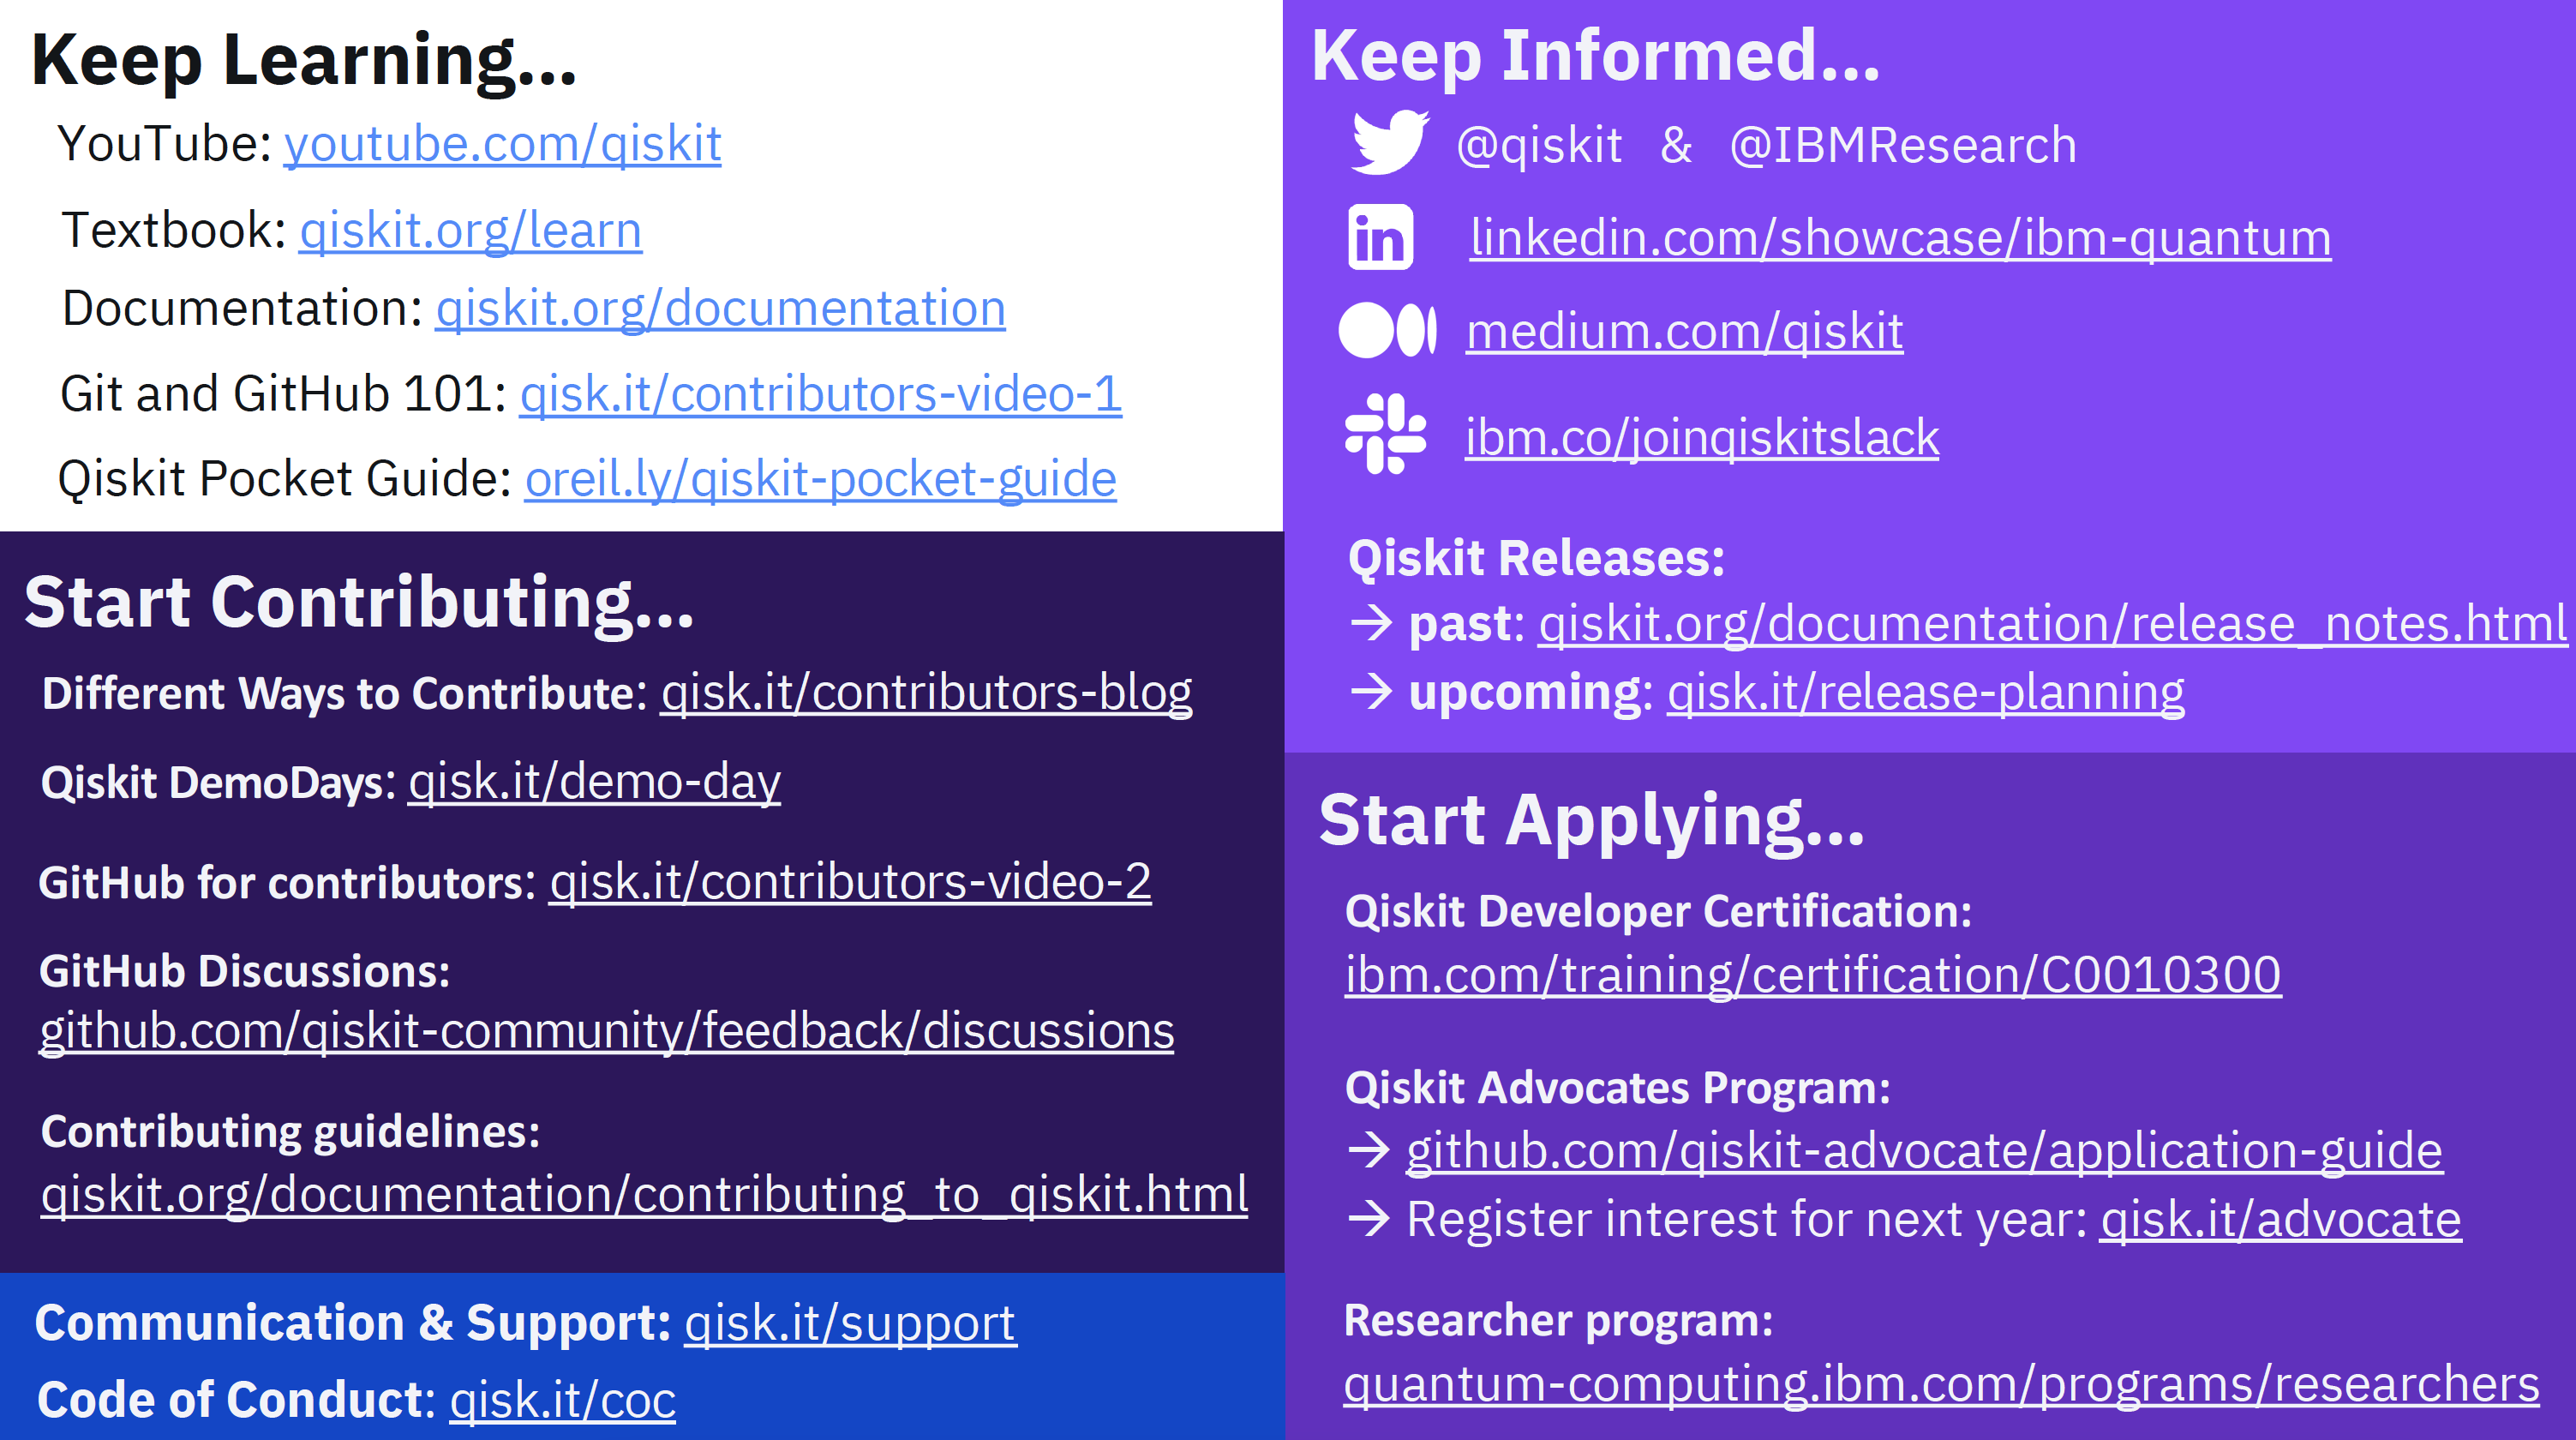 Keep Learning...
YouTube: youtube.com/qiskit
Textbook: qiskit.org/learn
Documentation: qiskit.org/documentation
Git and GitHub 101: qisk.it/contributors-video-1
Qiskit Pocket Guide: oreil.ly/qiskit-pocket-guide
Start Contributing...
Different Ways to Contribute: qisk.it/contributors-blog
Qiskit DemoDays: qisk.it/demo-day
GitHub for contributors: qisk.it/contributors-video-2
GitHub Discussions:
github.com/qiskit-community/feedback/discussions
Contributing guidelines:
qiskit.org/documentation/contributing_to_qiskit.html
Communication & Support: qisk.it/support
Code of Conduct: qisk.it/coc
Keep Informed...
@qiskit & @IBMResearch
in linkedin.com/showcase/ibm-quantum
medium.com/qiskit
ibm.co/joinqiskitslack
Qiskit Releases:
→ past: qiskit.org/documentation/release_notes.html
→ upcoming: qisk.it/release-planning
Start Applying...
Qiskit Developer Certification:
ibm.com/training/certification/C0010300
Qiskit Advocates Program:
→ github.com/qiskit-advocate/application-guide
→ Register interest for next year: qisk.it/advocate
Researcher program:
quantum-computing.ibm.com/programs/researchers